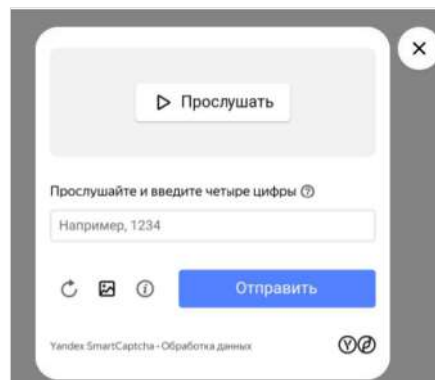 Прослушать
Прослушайте и введите четыре цифры
Например, 1234
Отправить
Yandex SmartCaptcha - Обработка данных